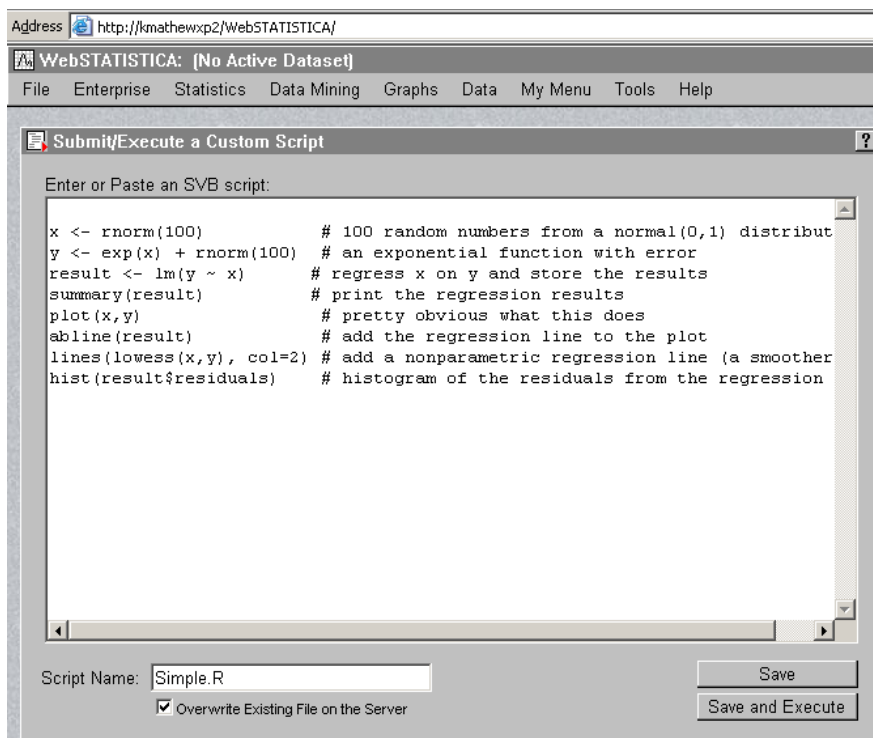 Address http://kmathewxp2/WebSTATISTICA/
WebSTATISTICA: (No Active Dataset)
File Enterprise Statistics Data Mining Graphs Data My Menu Tools Help
Submit/Execute a Custom Script ?
Enter or Paste an SVB script:
x <- rnorm(100) # 100 random numbers from a normal(0,1) distribut
y <- exp(x) + rnorm(100) # an exponential function with error
result <- lm(y ~ x) # regress x on y and store the results
summary(result) # print the regression results
plot(x,y) # pretty obvious what this does
abline(result) # add the regression line to the plot
lines(lowess(x,y), col=2) # add a nonparametric regression line (a smoother
hist(result$residuals) # histogram of the residuals from the regression
Script Name: Simple.R Save
Overwrite Existing File on the Server Save and Execute